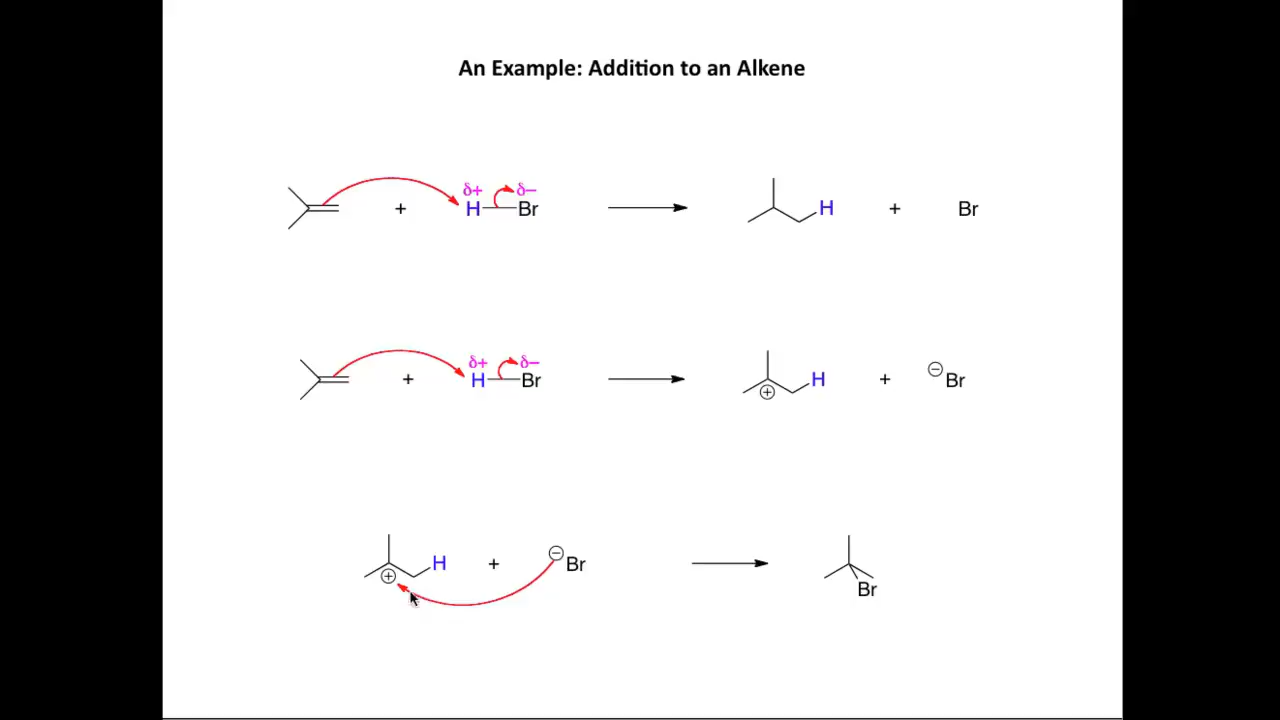 An Example: Addition to an Alkene
+ δ+ H δ− Br H + Br
+ δ+ H δ− Br ⊕ H + ⊖ Br
⊕ H + ⊖ Br Br